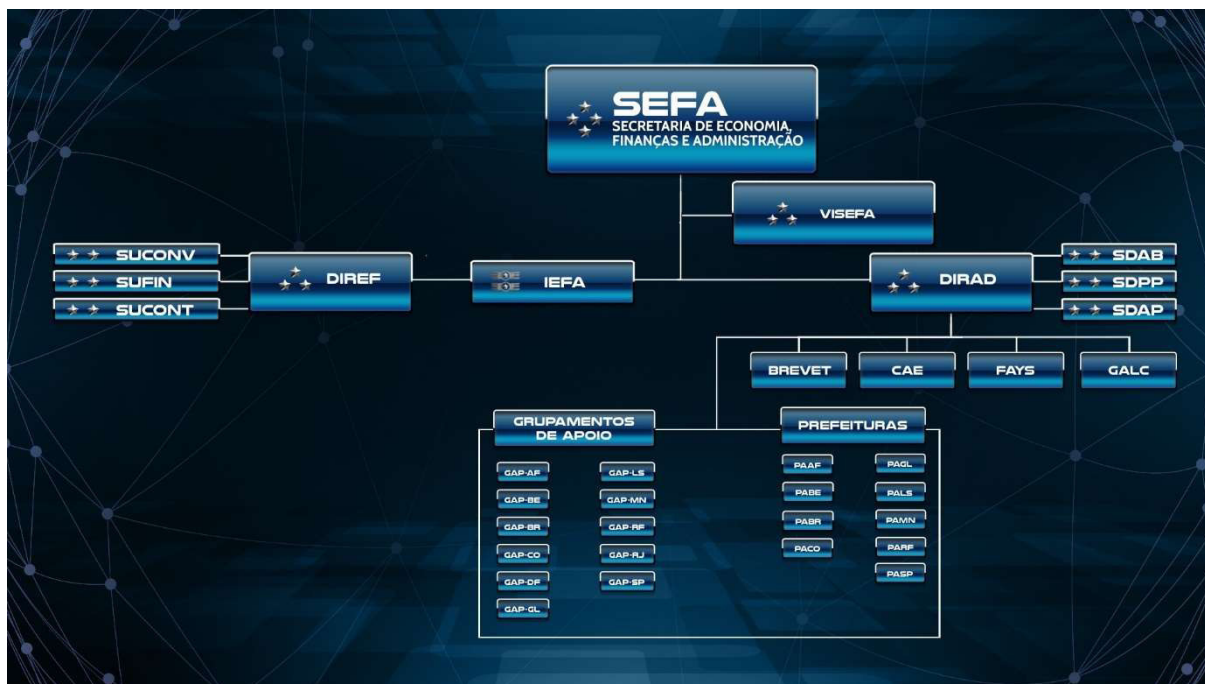 SEFA
SECRETARIA DE ECONOMIA,
FINANÇAS E ADMINISTRAÇÃO
VISEFA
SUCONV
SUFIN
SUCONT
DIREF
IEFA
DIRAD
SDAB
SDPP
SDAP
BREVET
CAE
FAYS
GALC
GRUPAMENTOS
DE APOIO
GAP-AF
GAP-LS
GAP-BE
GAP-MN
GAP-BR
GAP-RF
GAP-CO
GAP-RJ
GAP-DF
GAP-SP
GAP-GL
PREFEITURAS
PAAF
PAGL
PABE
PALS
PABR
PAMN
PACO
PARF
PASP